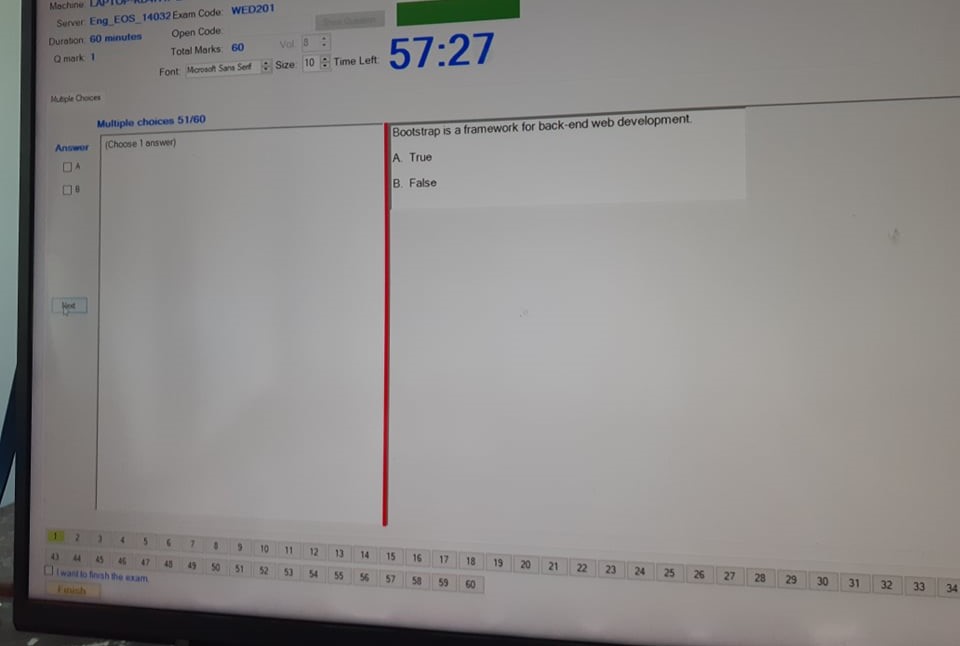 Machine
Server: Eng_EOS_14032 Exam Code: WED201
Duration: 60 minutes Open Code:
Q mark: 1 Total Marks: 60 Vol: 8
Show Question
Font: Microsoft Sans Serif Size: 10 Time Left: 57:27
Multiple Choices
Multiple choices 51/60
Answer
(Choose 1 answer)
A
B
Next
Bootstrap is a framework for back-end web development.
A. True
B. False
1 2 3 4 5 6 7 8 9 10 11 12 13 14 15 16 17 18 19 20 21 22 23 24 25 26 27 28 29 30 31 32 33 34
43 44 45 46 47 48 49 50 51 52 53 54 55 56 57 58 59 60
I want to finish the exam.
Finish